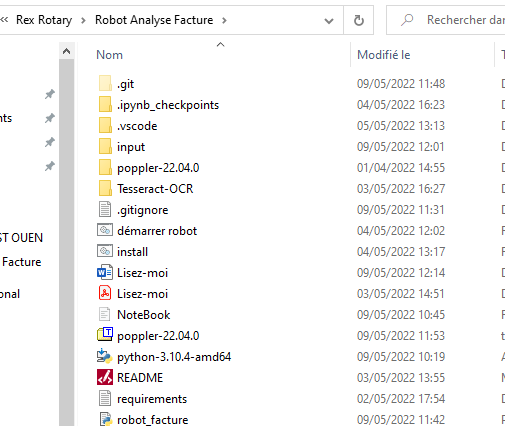 « Rex Rotary > Robot Analyse Facture >
Rechercher dan
Nom Modifié le
.git 09/05/2022 11:48
.ipynb_checkpoints 04/05/2022 16:23
nts .vscode 05/05/2022 13:13
input 09/05/2022 12:01
poppler-22.04.0 01/04/2022 14:55
Tesseract-OCR 03/05/2022 16:27
.gitignore 09/05/2022 11:31
ST OUEN démarrer robot 04/05/2022 12:02
Facture install 04/05/2022 13:17
Lisez-moi 09/05/2022 12:14
onal Lisez-moi 03/05/2022 14:51
NoteBook 09/05/2022 10:45
poppler-22.04.0 09/05/2022 11:53
python-3.10.4-amd64 09/05/2022 10:19
README 03/05/2022 13:55
requirements 02/05/2022 17:54
robot_facture 09/05/2022 11:42